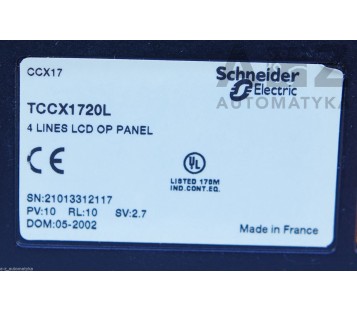 CCX17
Schneider
Electric
AUTOMATYKA
TCCX1720L
4 LINES LCD OP PANEL
CE
UL
LISTED 178M
IND.CONT.EQ.
SN:21013312117
PV:10 RL:10 SV:2.7
DOM:05-2002
Made in France